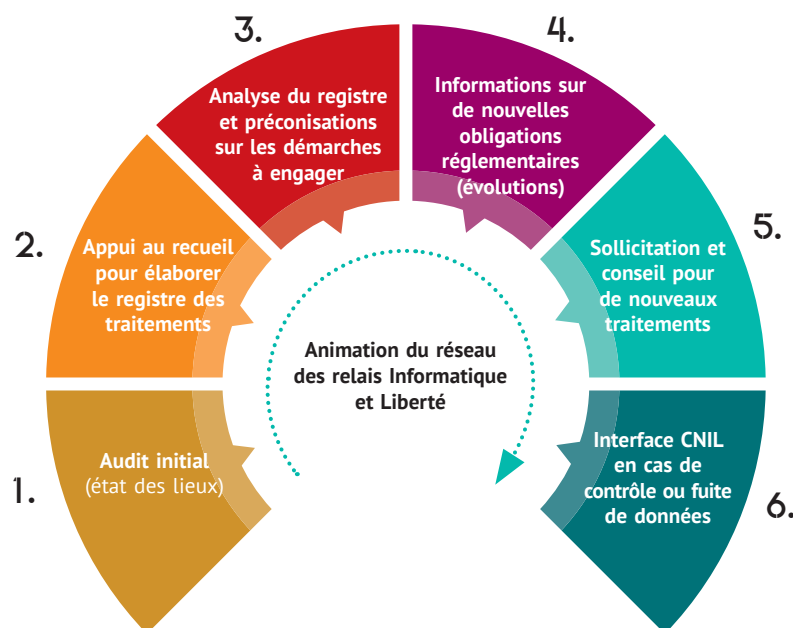 1.
Audit initial
(état des lieux)
2.
Appui au recueil
pour élaborer
le registre des
traitements
3.
Analyse du registre
et préconisations
sur les démarches
à engager
4.
Informations sur
de nouvelles
obligations
réglementaires
(évolutions)
5.
Sollicitation et
conseil pour
de nouveaux
traitements
6.
Interface CNIL
en cas de
contrôle ou fuite
de données
Animation du réseau
des relais Informatique
et Liberté